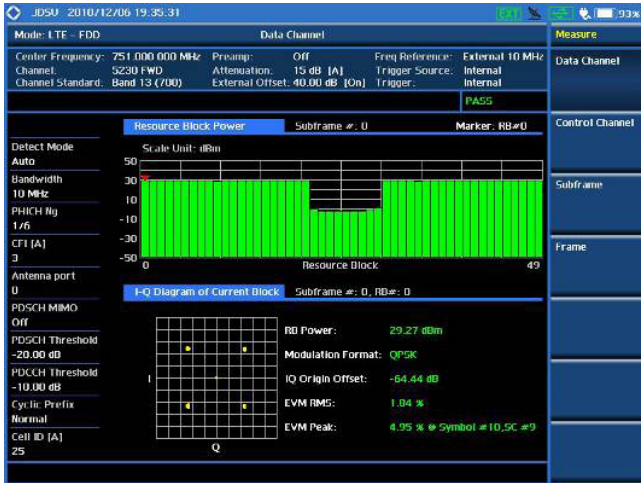 JDSU 2010/12/06 19:35:31 EXT 93%
Mode: LTE - FDD Data Channel Measure
Center Frequency: 751.000 000 MHz Preamp: Off Freq Reference: External 10 MHz
Channel: 5230 FWD Attenuation: 15 dB [A] Trigger Source: Internal
Channel Standard: Band 13 (700) External Offset: 40.00 dB [On] Trigger: Internal
PASS
Data Channel
Control Channel
Subframe
Frame
Detect Mode
Auto
Bandwidth
10 MHz
PHICH Ng
1/6
CFI [A]
3
Antenna port
0
PDSCH MIMO
Off
PDSCH Threshold
-20.00 dB
PDCCH Threshold
-10.00 dB
Cyclic Prefix
Normal
Cell ID [A]
25
Resource Block Power Subframe #: 0 Marker: RB#0
Scale Unit: dBm
50
30
10
-10
-30
-50
0 Resource Block 49
I-Q Diagram of Current Block Subframe #: 0, RB#: 0
I
Q
RB Power: 29.27 dBm
Modulation Format: QPSK
IQ Origin Offset: -64.44 dB
EVM RMS: 1.04 %
EVM Peak: 4.95 % @ Symbol #10,SC #9